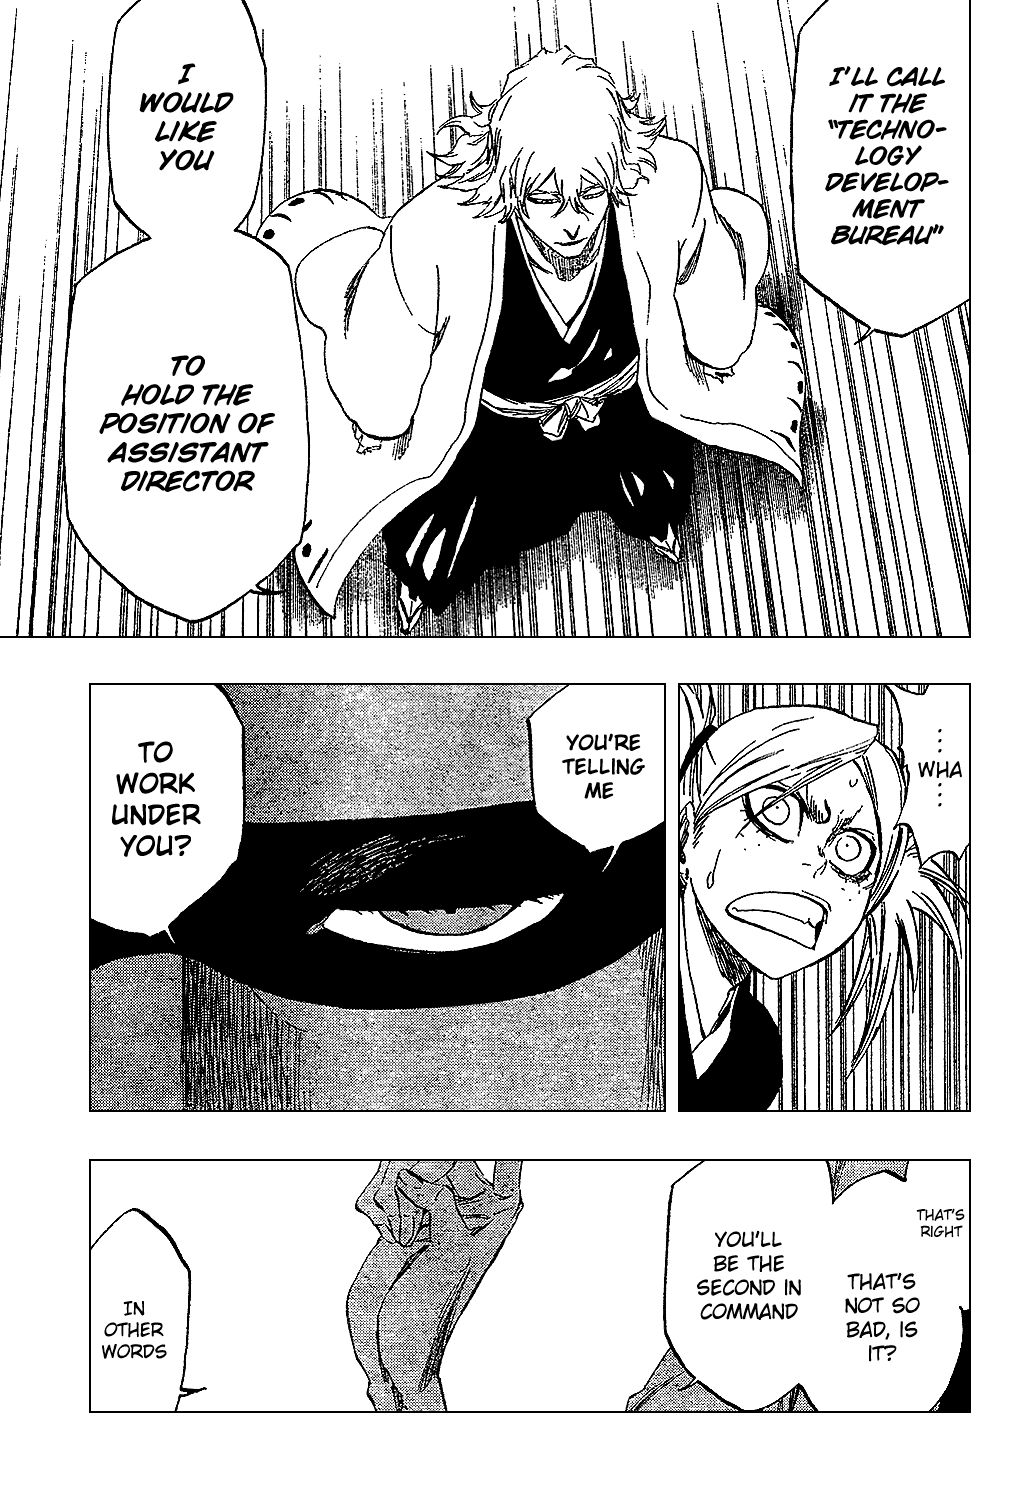 I'LL CALL
IT THE
"TECHNO-
LOGY
DEVELOP-
MENT
BUREAU"
I
WOULD
LIKE
YOU
TO
HOLD THE
POSITION OF
ASSISTANT
DIRECTOR
...
WHA
...
YOU'RE
TELLING
ME
TO
WORK
UNDER
YOU?
THAT'S
RIGHT
THAT'S
NOT SO
BAD, IS
IT?
YOU'LL
BE THE
SECOND IN
COMMAND
IN
OTHER
WORDS